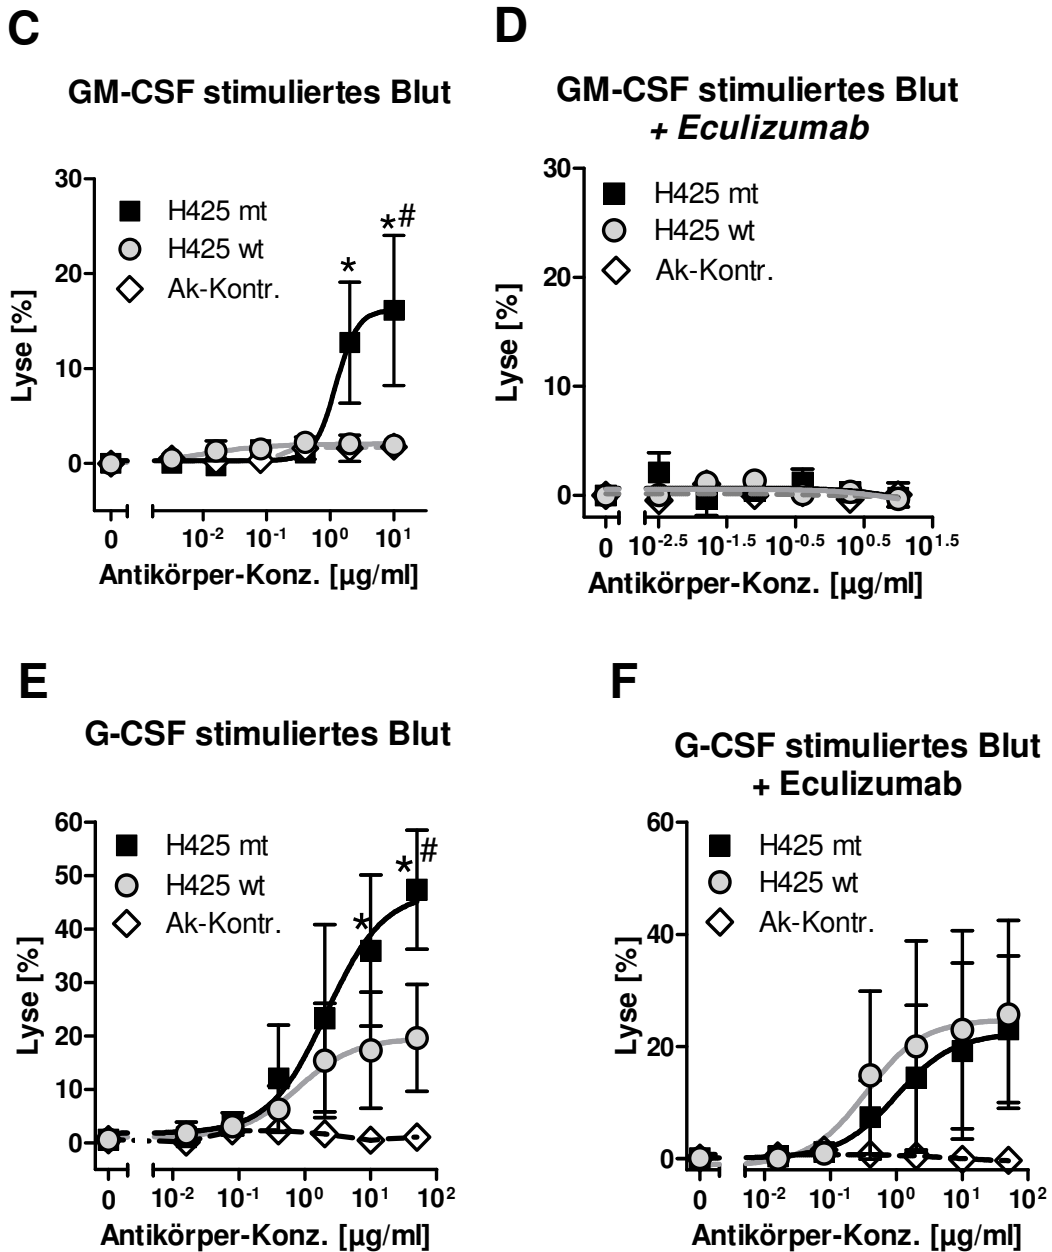 C
GM-CSF stimuliertes Blut
30
20
10
0
Lyse [%]
H425 mt
H425 wt
Ak-Kontr.
*
*#
0 10-2 10-1 100 101
Antikörper-Konz. [µg/ml]
D
GM-CSF stimuliertes Blut
+ Eculizumab
30
20
10
0
Lyse [%]
H425 mt
H425 wt
Ak-Kontr.
0 10-2.5 10-1.5 10-0.5 100.5 101.5
Antikörper-Konz. [µg/ml]
E
G-CSF stimuliertes Blut
60
50
40
30
20
10
0
Lyse [%]
H425 mt
H425 wt
Ak-Kontr.
*
*#
0 10-2 10-1 100 101 102
Antikörper-Konz. [µg/ml]
F
G-CSF stimuliertes Blut
+ Eculizumab
60
40
20
0
Lyse [%]
H425 mt
H425 wt
Ak-Kontr.
0 10-2 10-1 100 101 102
Antikörper-Konz. [µg/ml]